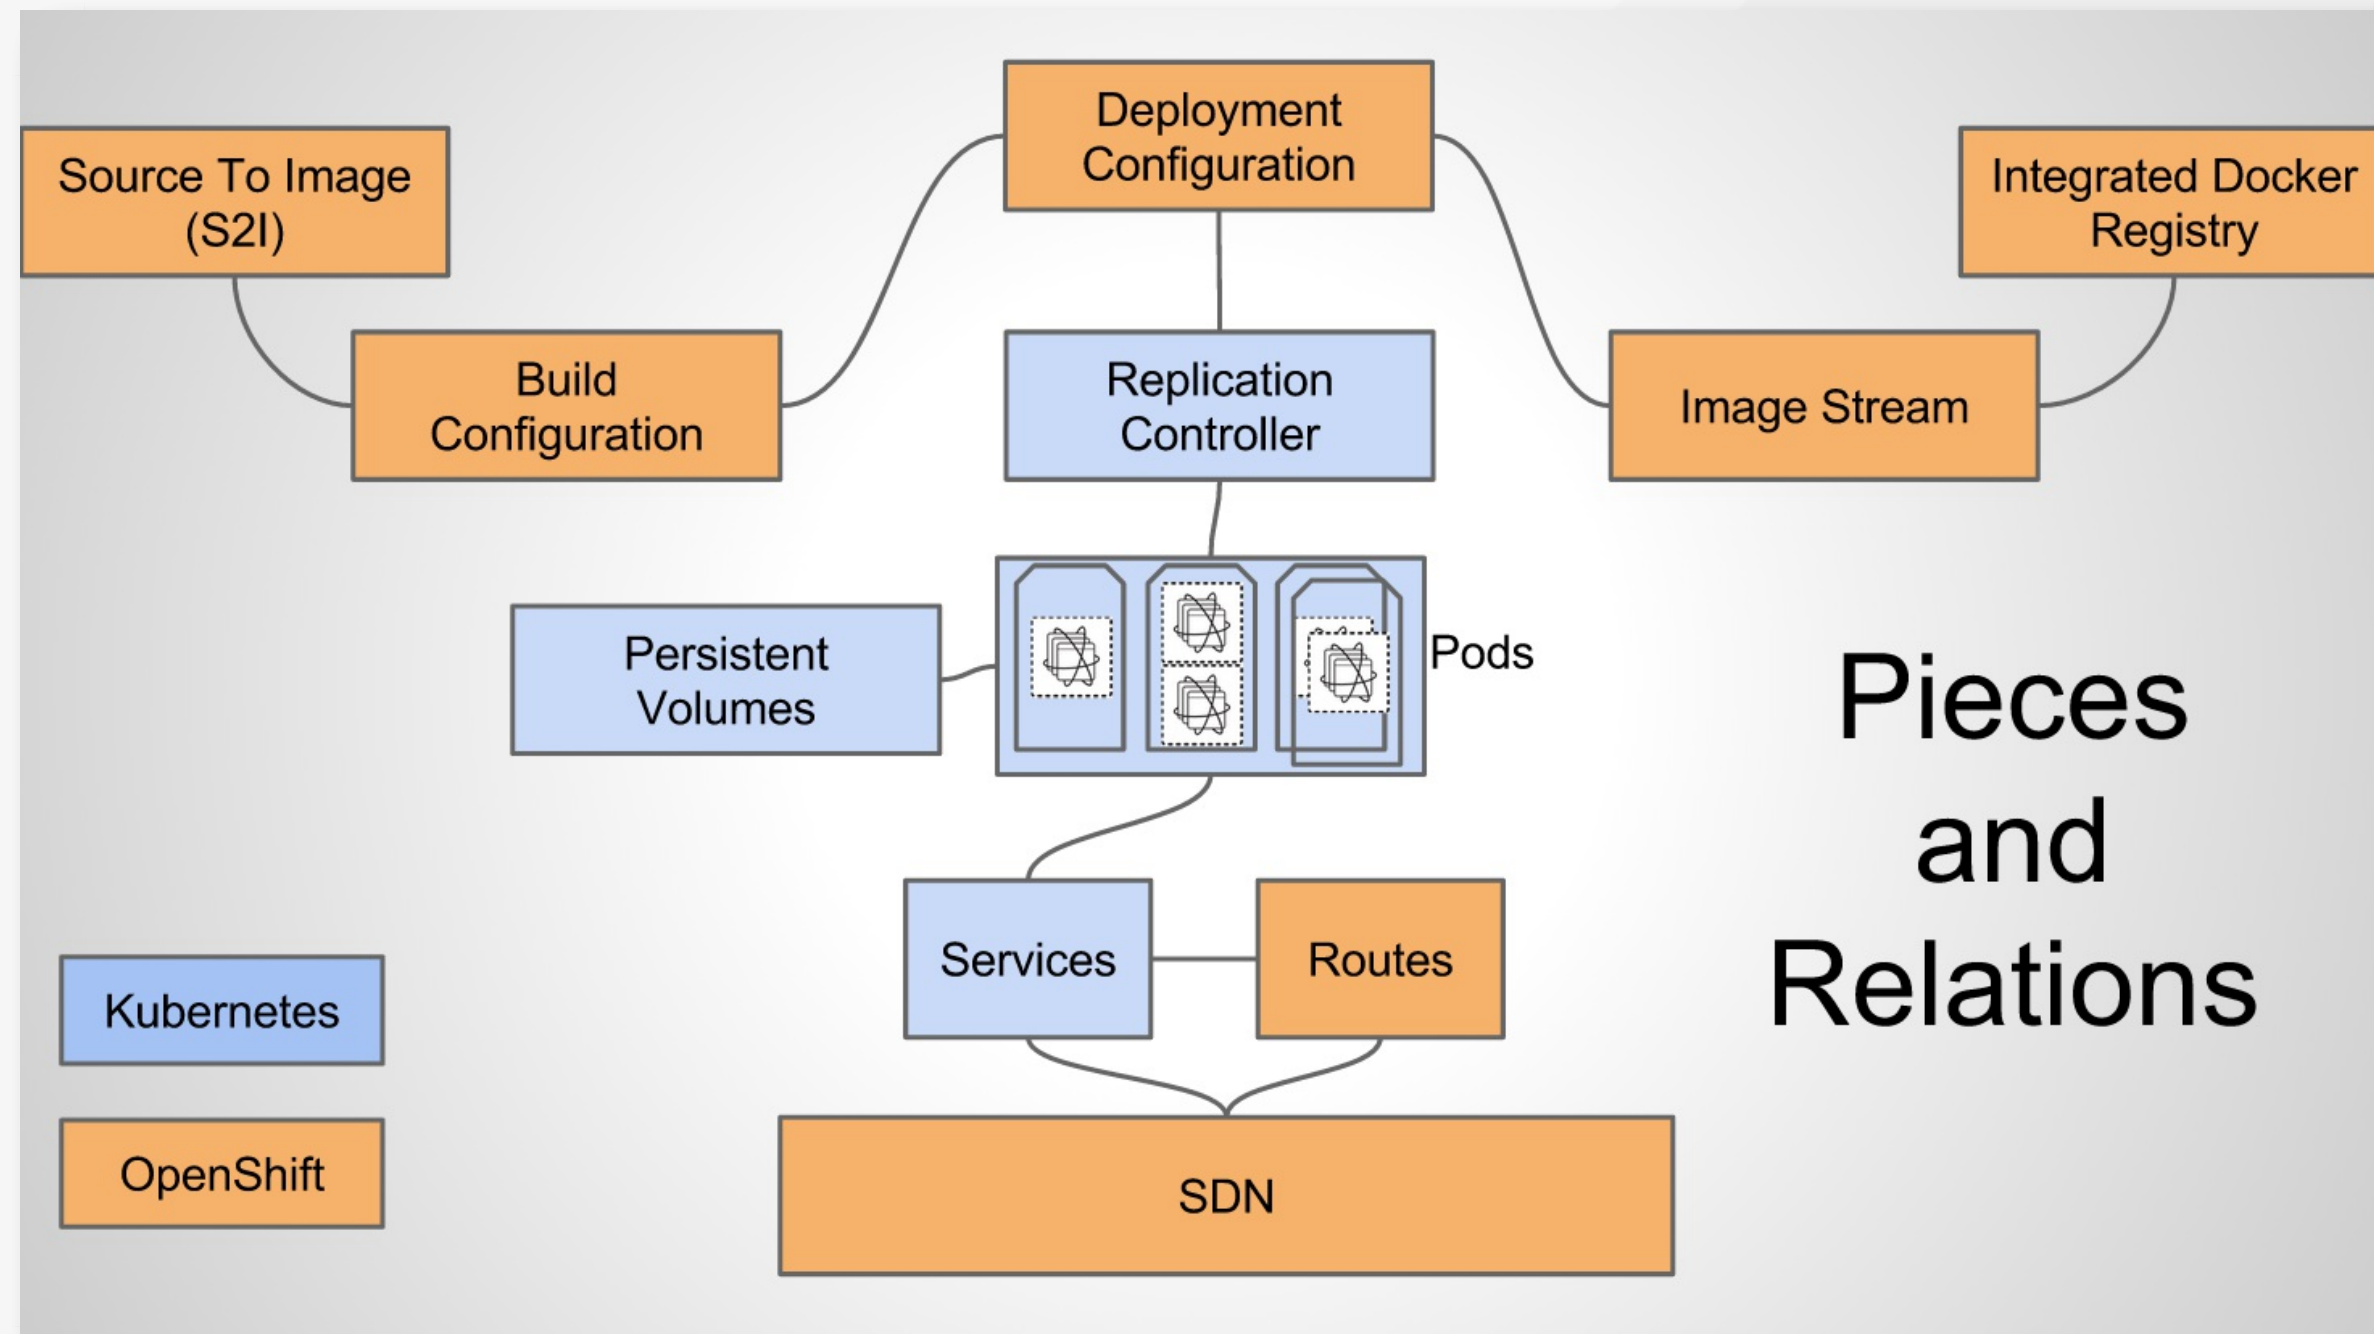 Deployment
Configuration
Source To Image
(S2I)
Integrated Docker
Registry
Build
Configuration
Replication
Controller
Image Stream
Persistent
Volumes
Pods
Pieces
and
Relations
Services
Routes
Kubernetes
OpenShift
SDN